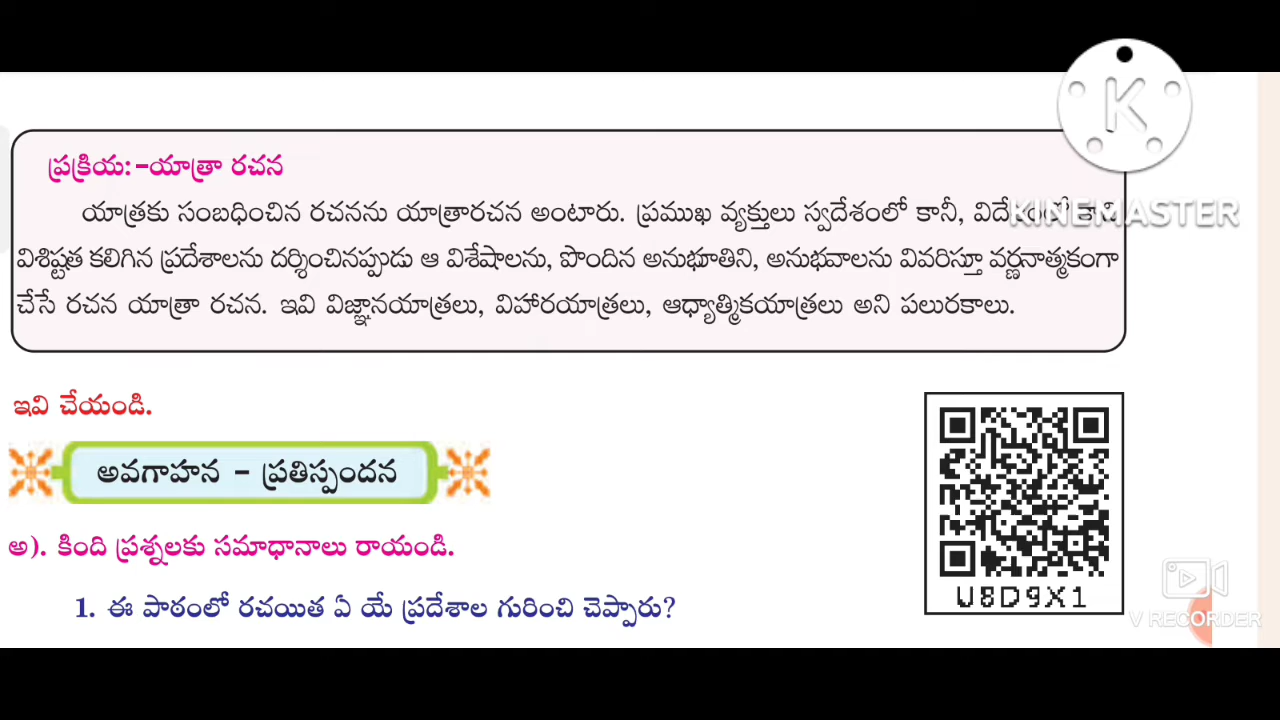 ప్రక్రియ:-యాత్రా రచన
యాత్రకు సంబధించిన రచనను యాత్రారచన అంటారు. ప్రముఖ వ్యక్తులు స్వదేశంలో కానీ,
KINEMASTER
విశిష్టత కలిగిన ప్రదేశాలను దర్శించినప్పుడు ఆ విశేషాలను, పొందిన అనుభూతిని, అనుభవాలను వివరిస్తూ వర్ణనాత్మకంగా
చేసే రచన యాత్రా రచన. ఇవి విజ్ఞానయాత్రలు, విహారయాత్రలు, ఆధ్యాత్మికయాత్రలు అని పలురకాలు.
ఇవి చేయండి.
అవగాహన - ప్రతిస్పందన
అ). కింది ప్రశ్నలకు సమాధానాలు రాయండి.
1. ఈ పాఠంలో రచయిత ఏ యే ప్రదేశాల గురించి చెప్పారు?
W8D9X1
V RECORDER